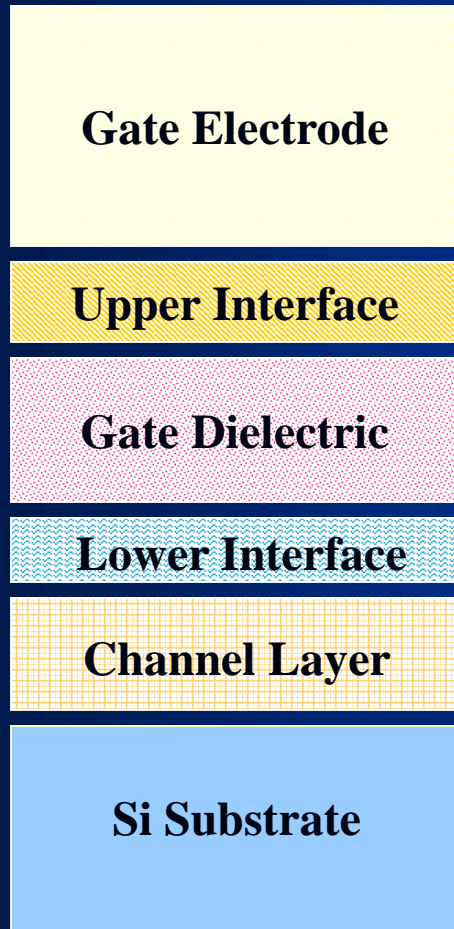 Gate Electrode
Upper Interface
Gate Dielectric
Lower Interface
Channel Layer
Si Substrate